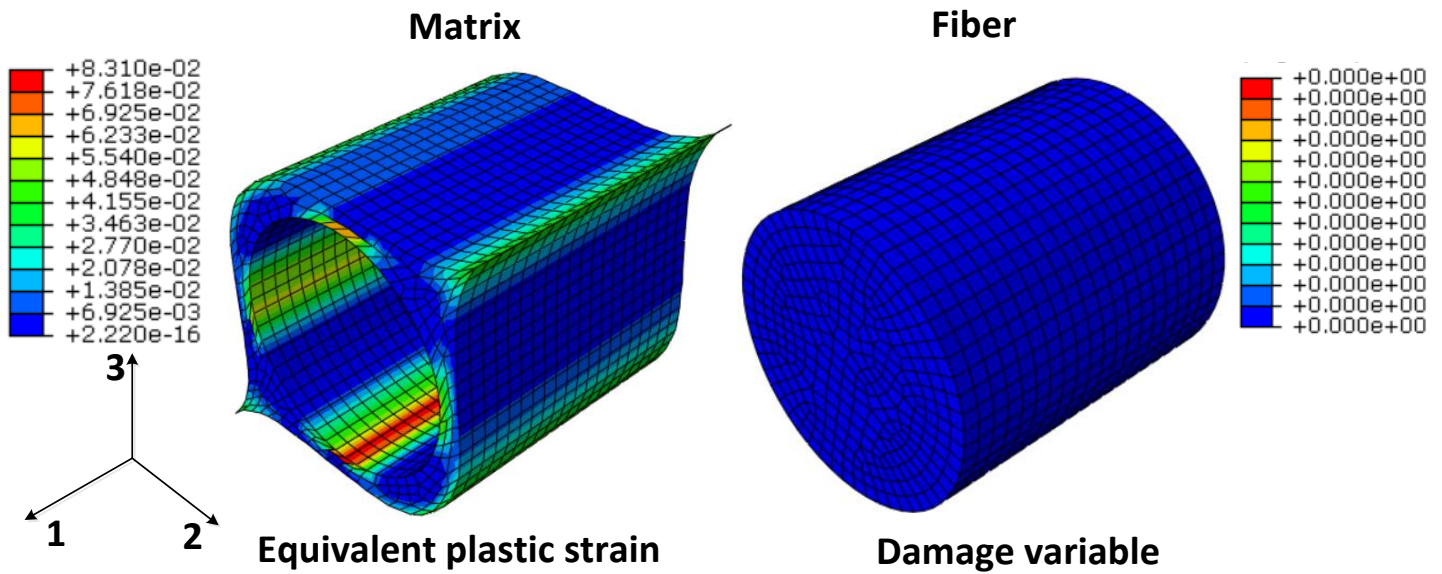 Matrix
Fiber
+8.310e-02
+7.618e-02
+6.925e-02
+6.233e-02
+5.540e-02
+4.848e-02
+4.155e-02
+3.463e-02
+2.770e-02
+2.078e-02
+1.385e-02
+6.925e-03
+2.220e-16
+0.000e+00
+0.000e+00
+0.000e+00
+0.000e+00
+0.000e+00
+0.000e+00
+0.000e+00
+0.000e+00
+0.000e+00
+0.000e+00
+0.000e+00
+0.000e+00
+0.000e+00
3
1
2
Equivalent plastic strain
Damage variable